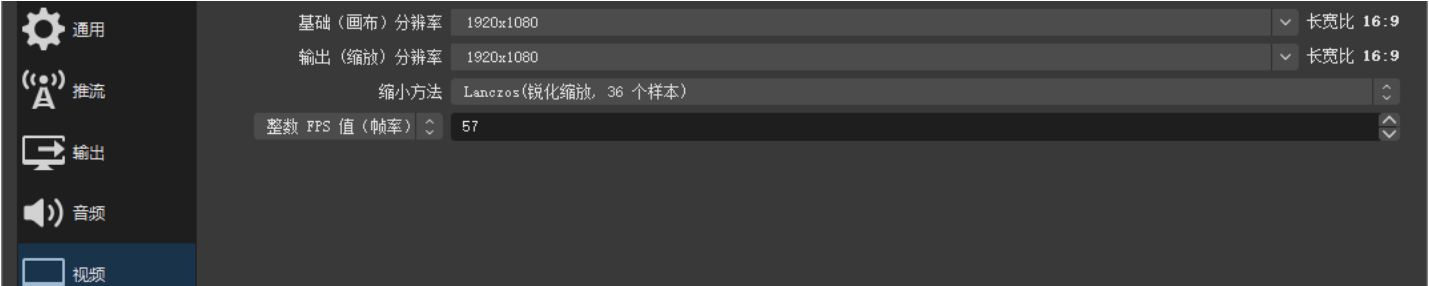 通用
基础（画布）分辨率 1920x1080 长宽比 16:9
输出（缩放）分辨率 1920x1080 长宽比 16:9
推流
缩小方法 Lanczos(锐化缩放, 36 个样本)
整数 FPS 值（帧率） 57
输出
音频
视频